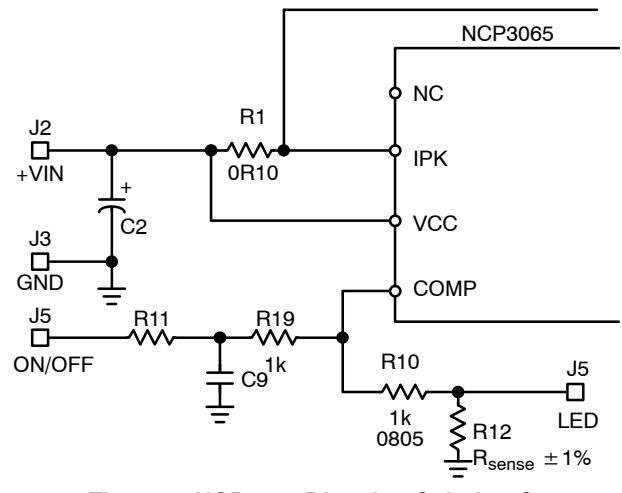 NCP3065
NC
R1
J2
+VIN
0R10
IPK
+
C2
VCC
J3
GND
COMP
J5
R11
R19
ON/OFF
C9
1k
R10
J5
1k
0805
LED
R12
Rsense ±1%